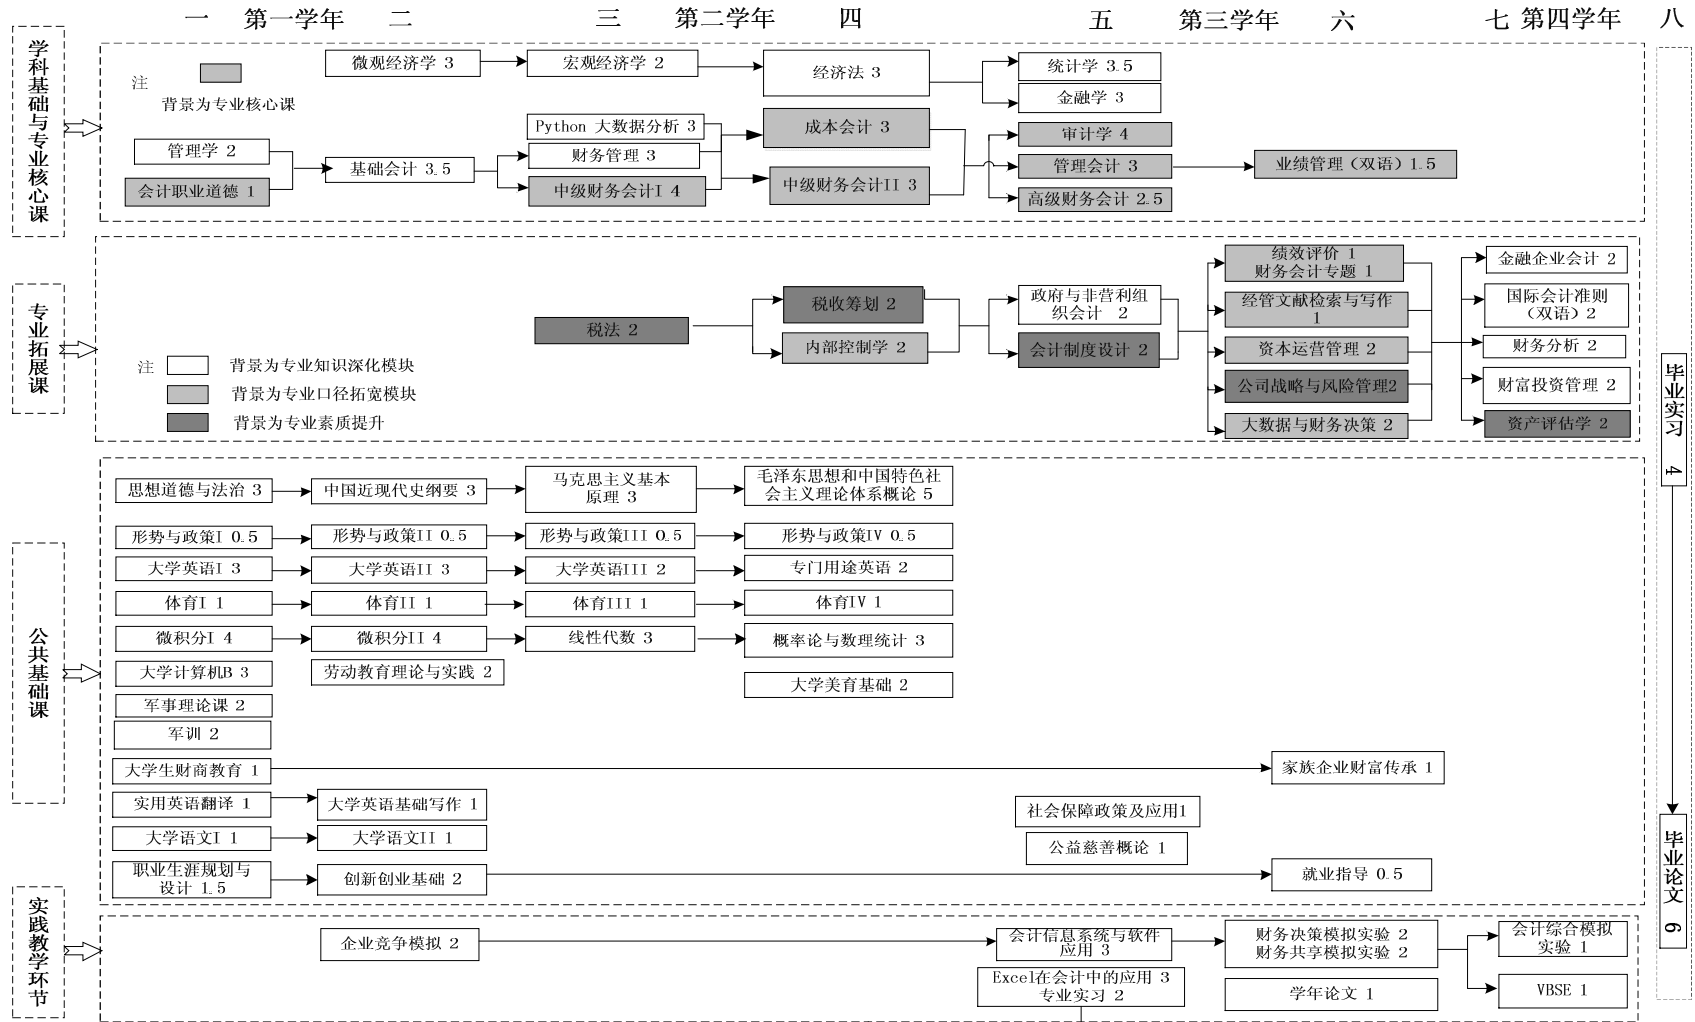 一 第一学年 二 三 第二学年 四 五 第三学年 六 七 第四学年 八
学科基础与专业核心课
注
背景为专业核心课
微观经济学 3
宏观经济学 2
经济法 3
统计学 3.5
金融学 3
管理学 2
会计职业道德 1
基础会计 3.5
Python 大数据分析 3
财务管理 3
中级财务会计I 4
成本会计 3
中级财务会计II 3
审计学 4
管理会计 3
高级财务会计 2.5
业绩管理（双语）1.5
专业拓展课
注
背景为专业知识深化模块
背景为专业口径拓宽模块
背景为专业素质提升
税法 2
税收筹划 2
内部控制学 2
政府与非营利组
织会计 2
会计制度设计 2
绩效评价 1
财务会计专题 1
经管文献检索与写作
1
资本运营管理 2
公司战略与风险管理2
大数据与财务决策 2
金融企业会计 2
国际会计准则
（双语）2
财务分析 2
财富投资管理 2
资产评估学 2
公共基础课
思想道德与法治 3
中国近现代史纲要 3
马克思主义基本
原理 3
毛泽东思想和中国特色社
会主义理论体系概论 5
形势与政策I 0.5
形势与政策II 0.5
形势与政策III 0.5
形势与政策IV 0.5
大学英语I 3
大学英语II 3
大学英语III 2
专门用途英语 2
体育I 1
体育II 1
体育III 1
体育IV 1
微积分I 4
微积分II 4
线性代数 3
概率论与数理统计 3
大学计算机B 3
劳动教育理论与实践 2
大学美育基础 2
军事理论课 2
军训 2
大学生财商教育 1
家族企业财富传承 1
实用英语翻译 1
大学英语基础写作 1
社会保障政策及应用1
大学语文I 1
大学语文II 1
公益慈善概论 1
职业生涯规划与
设计 1.5
创新创业基础 2
就业指导 0.5
实践教学环节
企业竞争模拟 2
会计信息系统与软件
应用 3
Excel在会计中的应用 3
专业实习 2
财务决策模拟实验 2
财务共享模拟实验 2
学年论文 1
会计综合模拟
实验 1
VBSE 1
毕业实习 4
毕业论文 6